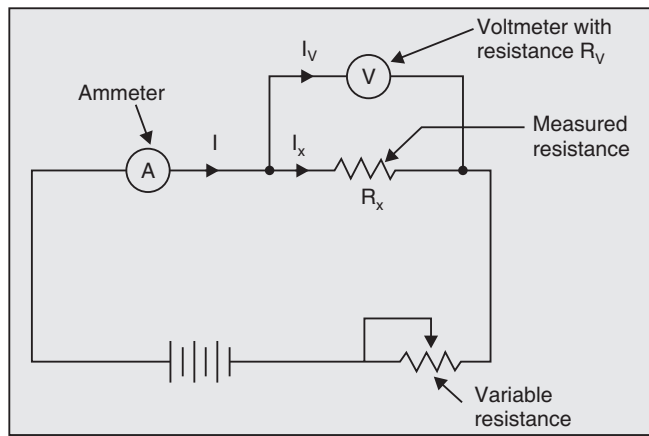 Voltmeter with
resistance R_V
I_V
V
Ammeter
Measured
resistance
I
I_x
A
R_x
Variable
resistance